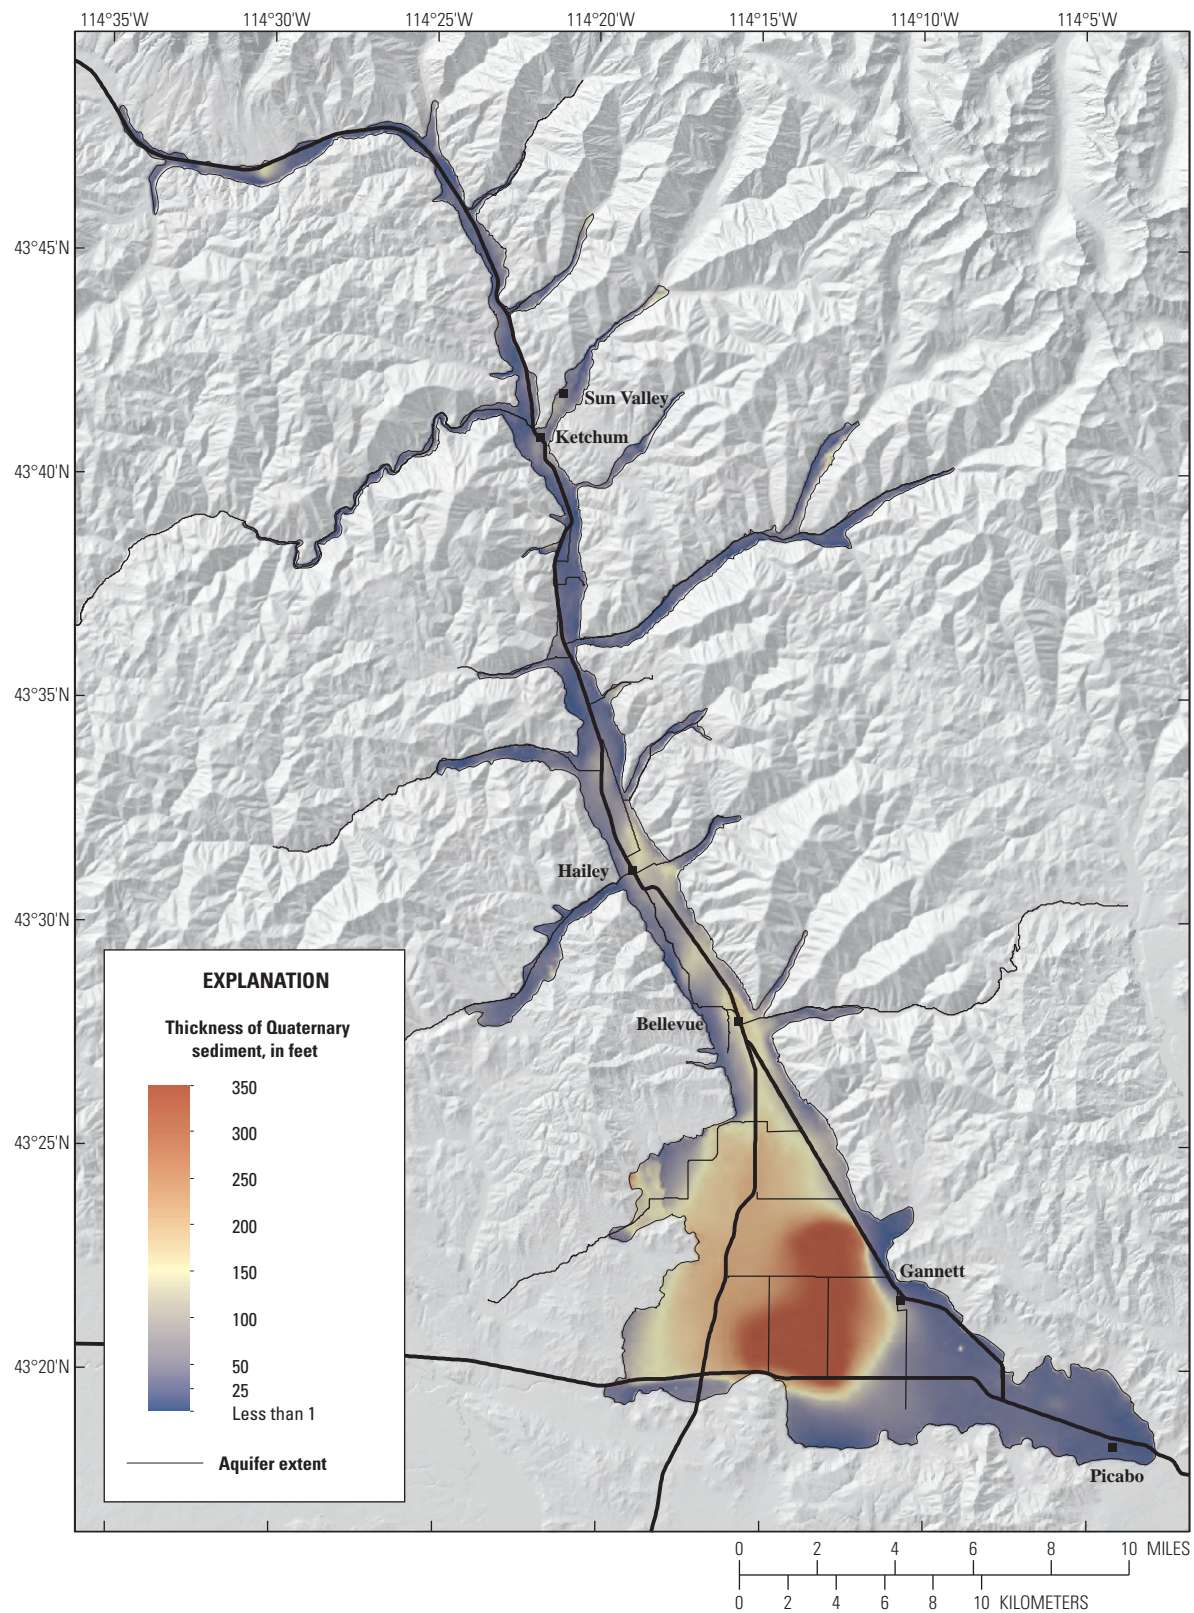 114°35'W 114°30'W 114°25'W 114°20'W 114°15'W 114°10'W 114°5'W
43°45'N
Sun Valley
Ketchum
43°40'N
43°35'N
Hailey
43°30'N
Bellevue
43°25'N
Gannett
43°20'N
Picabo
EXPLANATION
Thickness of Quaternary
sediment, in feet
350
300
250
200
150
100
50
25
Less than 1
Aquifer extent
0 2 4 6 8 10 MILES
0 2 4 6 8 10 KILOMETERS